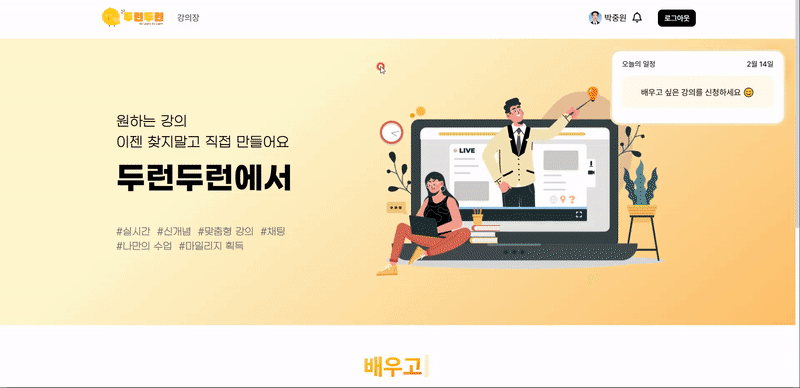 두런두런
강의장
박중원
로그아웃
오늘의 일정
2월 14일
배우고 싶은 강의를 신청하세요 😊
원하는 강의
이젠 찾지말고 직접 만들어요
두런두런에서
#실시간 #신개념 #맞춤형 강의 #채팅
#나만의 수업 #마일리지 획득
LIVE
배우고